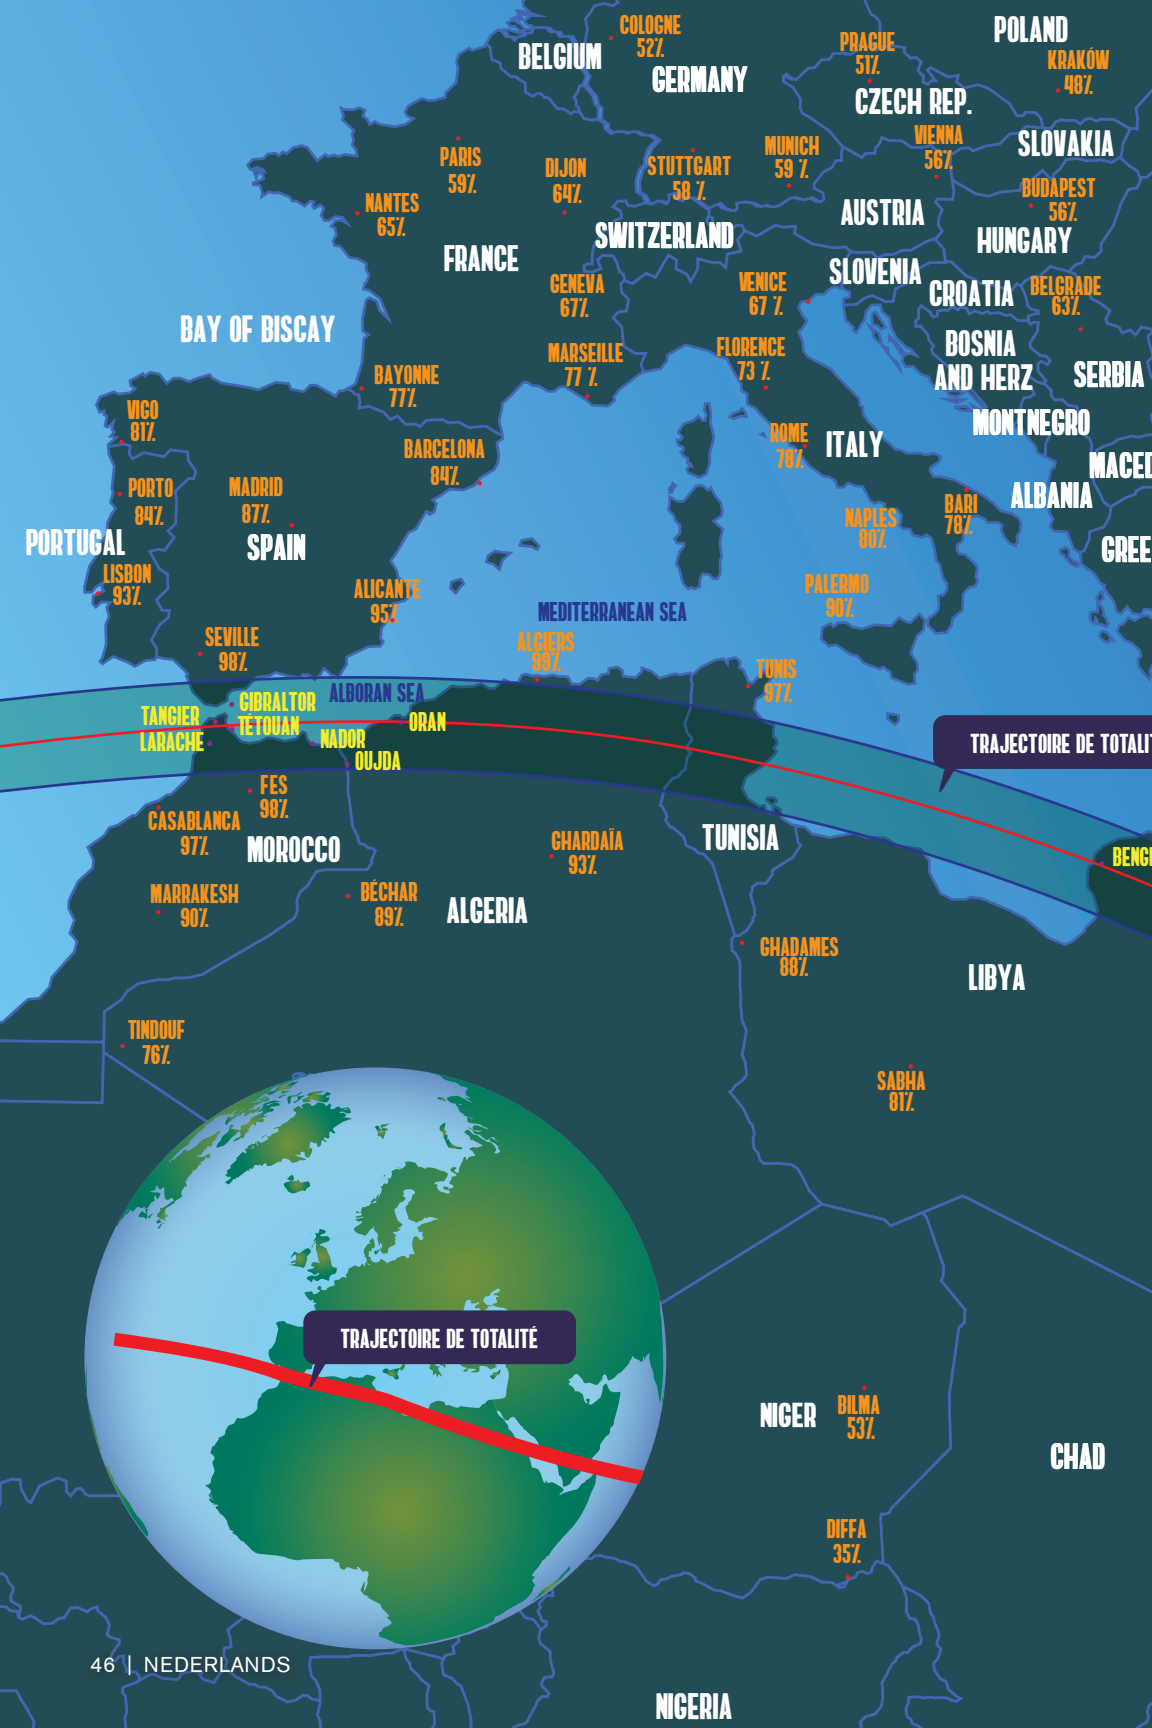 COLOGNE
52%
BELGIUM
GERMANY
PRAGUE
51%
POLAND
KRAKÓW
48%
CZECH REP.
VIENNA
56%
SLOVAKIA
PARIS
59%
DIJON
64%
STUTTGART
58 %
MUNICH
59 %
BUDAPEST
56%
NANTES
65%
AUSTRIA
HUNGARY
FRANCE
SWITZERLAND
SLOVENIA
CROATIA
BELGRADE
63%
GENEVA
67%
VENICE
67 %
BAY OF BISCAY
BOSNIA
AND HERZ
SERBIA
MARSEILLE
77 %
FLORENCE
73 %
BAYONNE
77%
VIGO
81%
MONTNEGRO
BARCELONA
84%
ROME
78%
ITALY
MACED
PORTO
84%
MADRID
87%
ALBANIA
BARI
78%
NAPLES
80%
PORTUGAL
SPAIN
GREE
LISBON
93%
ALICANTE
95%
MEDITERRANEAN SEA
PALERMO
90%
SEVILLE
98%
ALGIERS
99%
TUNIS
97%
ALBORAN SEA
GIBRALTOR
TANGIER
TÉTOUAN
ORAN
LARACHE
NADOR
OUJDA
TRAJECTOIRE DE TOTALIT
FES
98%
CASABLANCA
97%
MOROCCO
GHARDAÏA
93%
TUNISIA
BENG
MARRAKESH
90%
BÉCHAR
89%
ALGERIA
GHADAMES
88%
LIBYA
TINDOUF
76%
SABHA
81%
TRAJECTOIRE DE TOTALITÉ
NIGER
BILMA
53%
CHAD
DIFFA
35%
46 | NEDERLANDS
NIGERIA